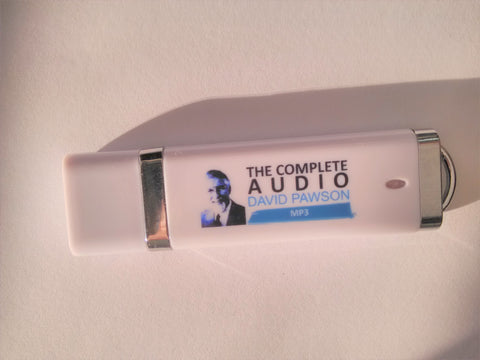 THE COMPLETE
AUDIO
DAVID PAWSON
MP3